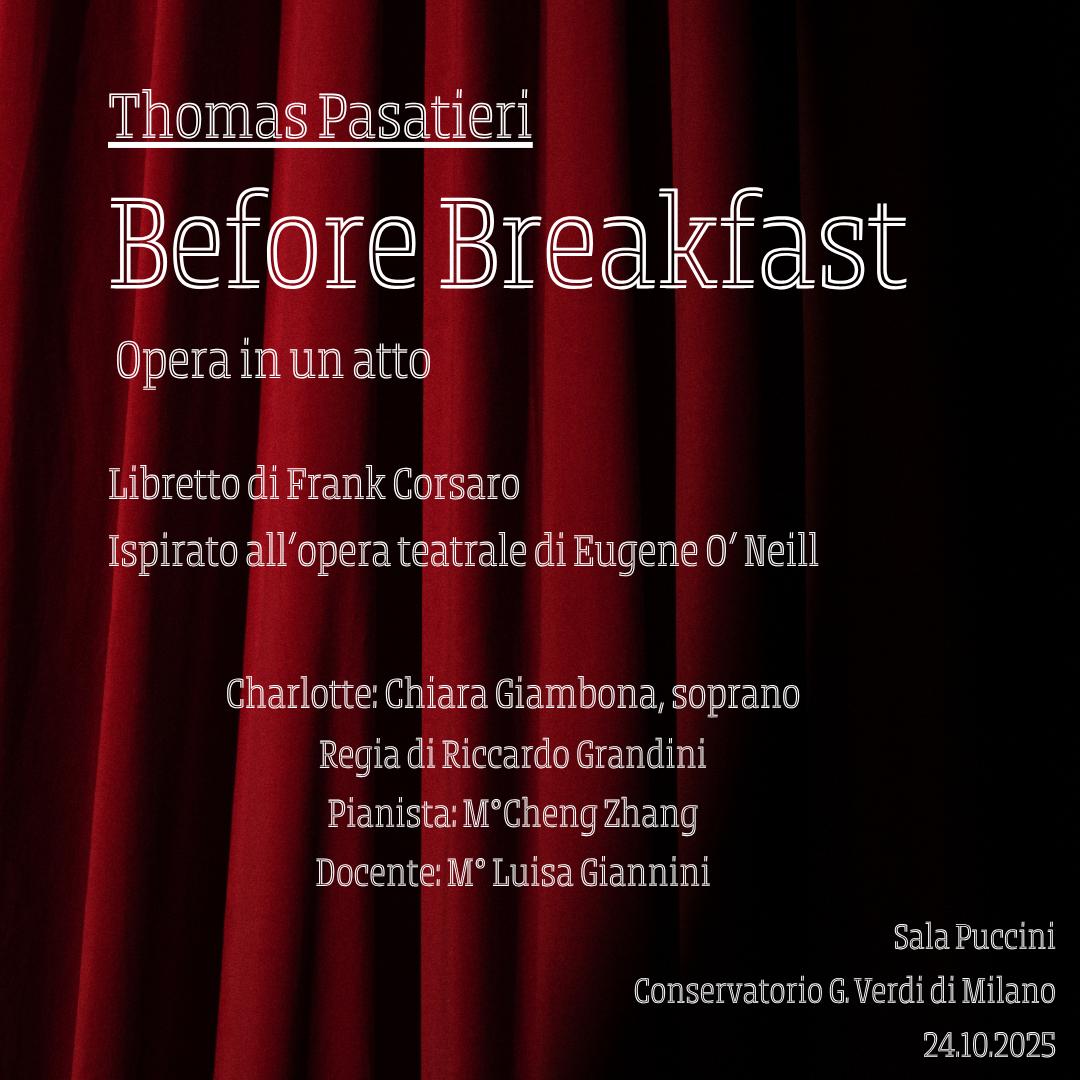 Thomas Pasatieri
Before Breakfast
Opera in un atto
Libretto di Frank Corsaro
Ispirato all´opera teatrale di Eugene O´ Neill
Charlotte: Chiara Giambona, soprano
Regia di Riccardo Grandini
Pianista: M°Cheng Zhang
Docente: M° Luisa Giannini
Sala Puccini
Conservatorio G. Verdi di Milano
24.10.2025